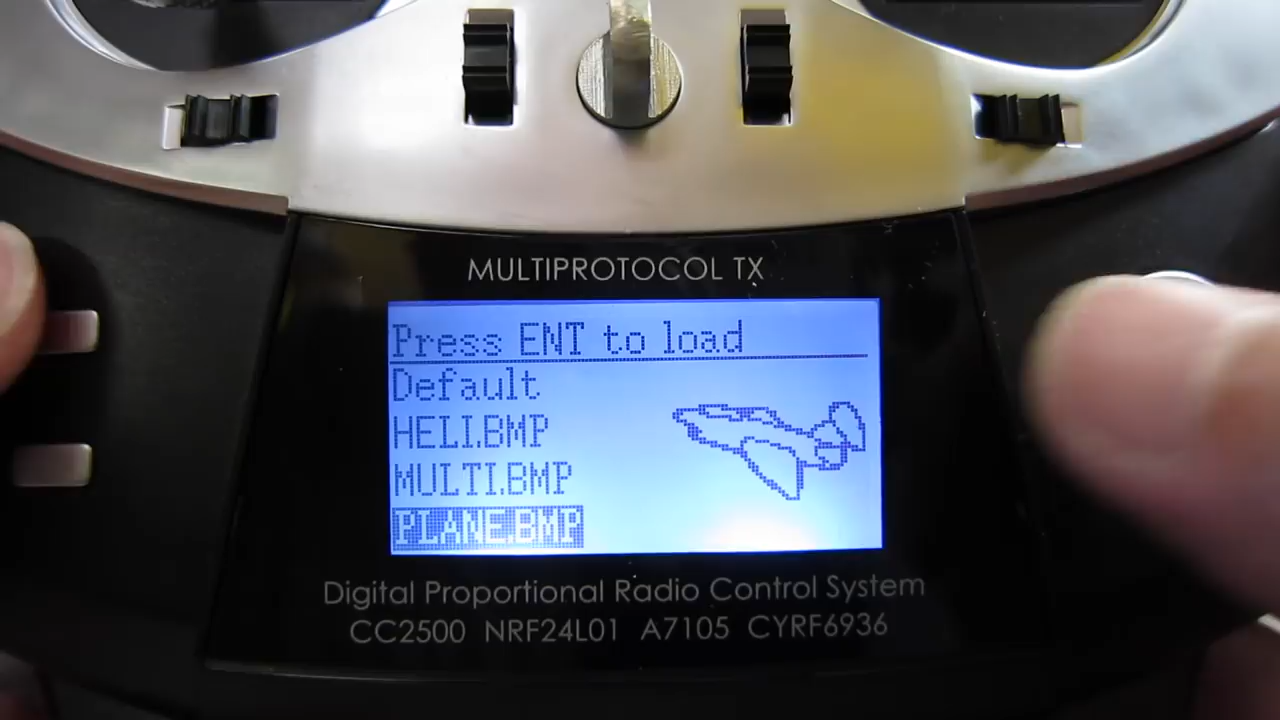 MULTIPROTOCOL TX
Press ENT to load
Default
HELI.BMP
MULTI.BMP
PLANE.BMP
Digital Proportional Radio Control System
CC2500 NRF24L01 A7105 CYRF6936